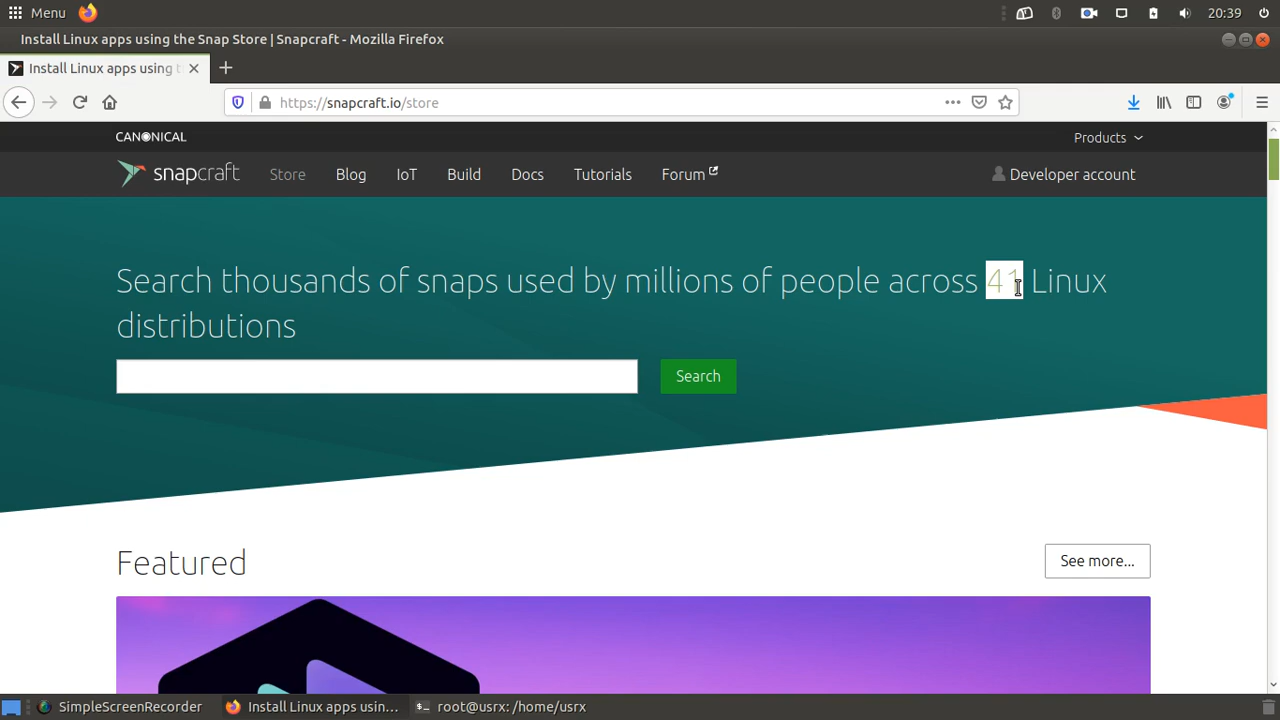 Menu
20:39
Install Linux apps using the Snap Store | Snapcraft - Mozilla Firefox
Install Linux apps using t
https://snapcraft.io/store
CANONICAL
Products
snapcraft
Store
Blog
IoT
Build
Docs
Tutorials
Forum
Developer account
Search thousands of snaps used by millions of people across 41 Linux
distributions
Search
Featured
See more...
SimpleScreenRecorder
Install Linux apps usin...
root@usrx: /home/usrx